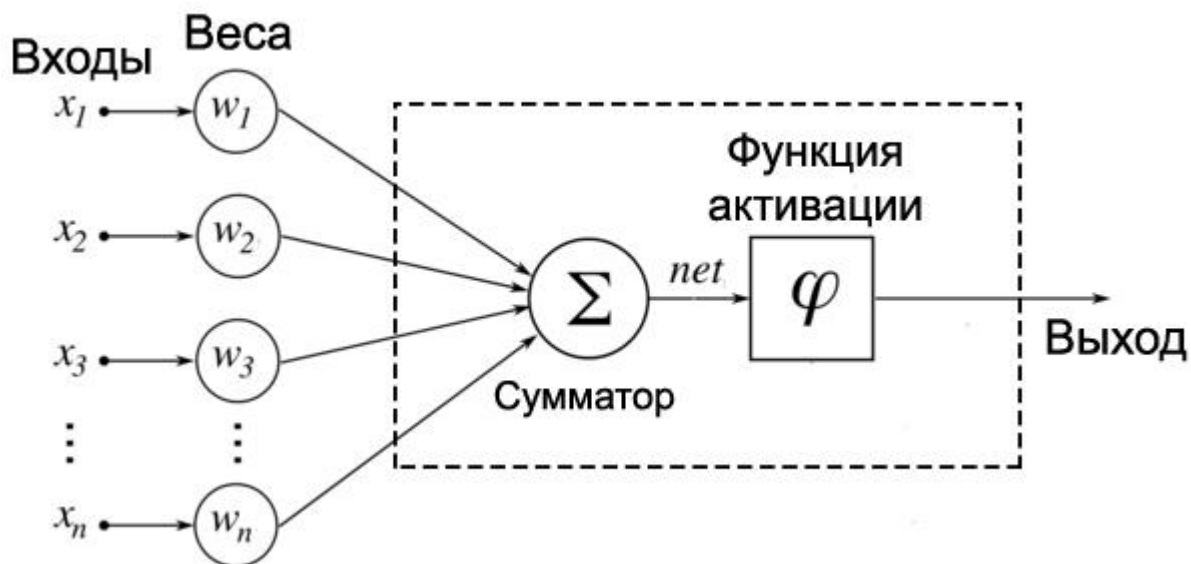 Входы
Веса
x₁
w₁
x₂
w₂
x₃
w₃
⋮
⋮
xₙ
wₙ
Σ
Сумматор
net
Функция
активации
φ
Выход